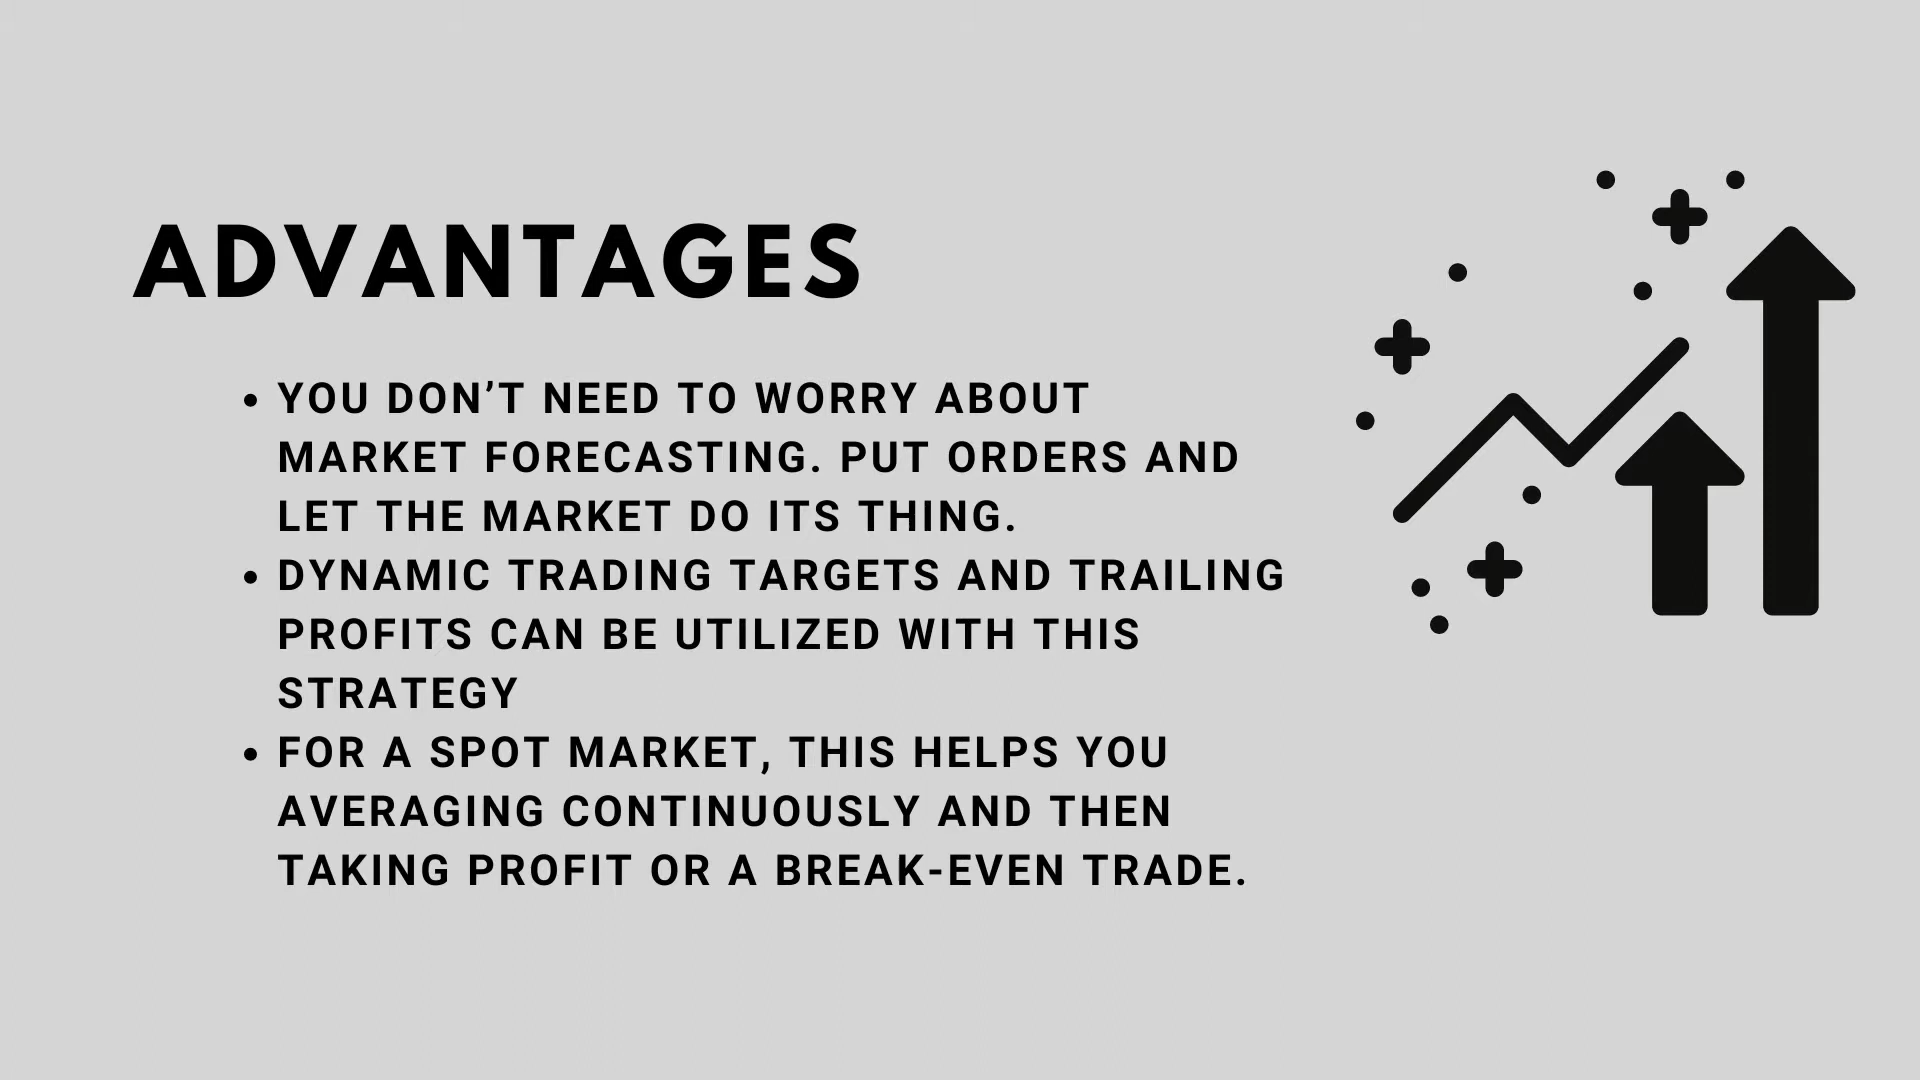 ADVANTAGES
• YOU DON’T NEED TO WORRY ABOUT
MARKET FORECASTING. PUT ORDERS AND
LET THE MARKET DO ITS THING.
• DYNAMIC TRADING TARGETS AND TRAILING
PROFITS CAN BE UTILIZED WITH THIS
STRATEGY
• FOR A SPOT MARKET, THIS HELPS YOU
AVERAGING CONTINUOUSLY AND THEN
TAKING PROFIT OR A BREAK-EVEN TRADE.